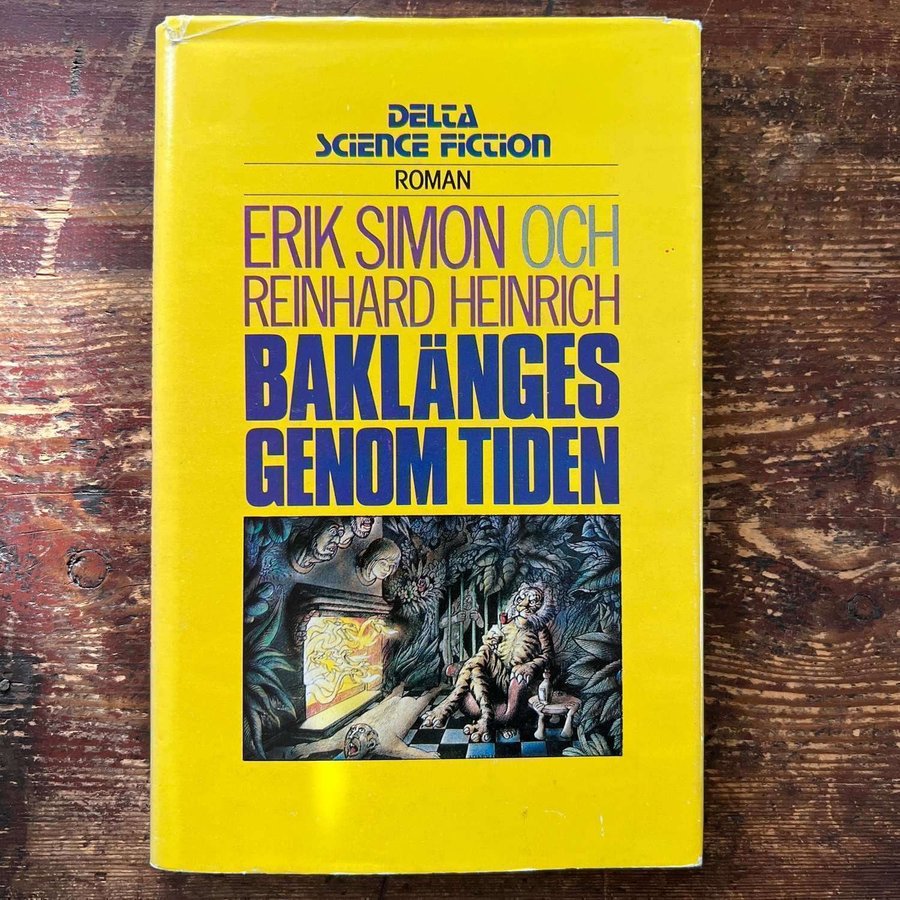 DELTA
SCIENCE FICTION
ROMAN
ERIK SIMON OCH
REINHARD HEINRICH
BAKLÄNGES
GENOM TIDEN